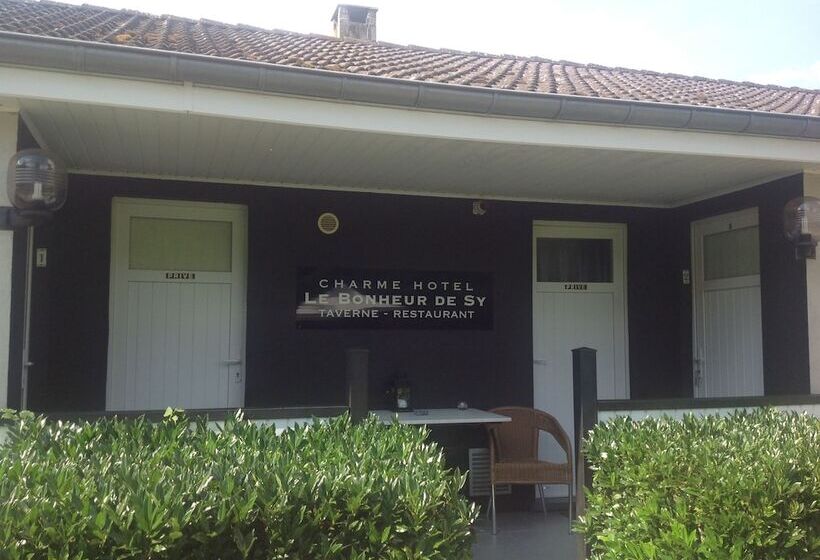 PRIVE
CHARME HOTEL
LE BONHEUR DE SY
TAVERNE - RESTAURANT
PRIVE